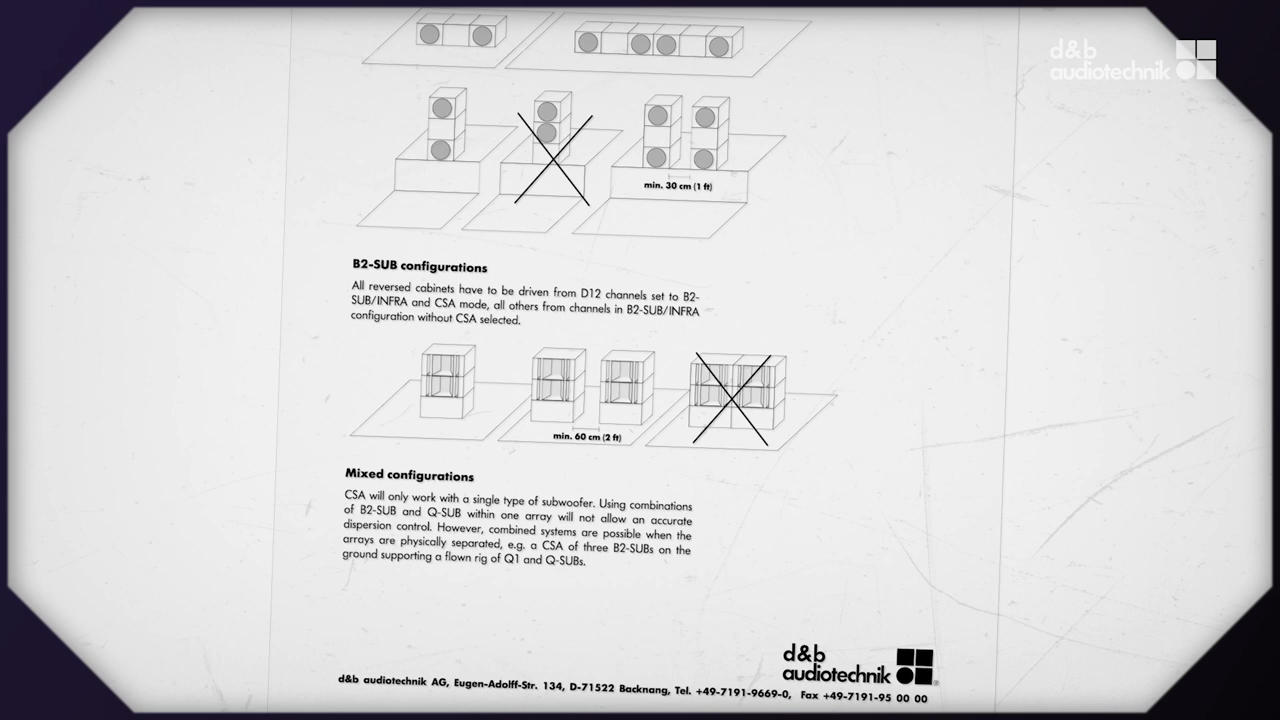 d&b
audiotechnik
min. 30 cm (1 ft)
B2-SUB configurations
All reversed cabinets have to be driven from D12 channels set to B2-
SUB/INFRA and CSA mode, all others from channels in B2-SUB/INFRA
configuration without CSA selected.
min. 60 cm (2 ft)
Mixed configurations
CSA will only work with a single type of subwoofer. Using combinations
of B2-SUB and Q-SUB within one array will not allow an accurate
dispersion control. However, combined systems are possible when the
arrays are physically separated, e.g. a CSA of three B2-SUBs on the
ground supporting a flown rig of Q1 and Q-SUBs.
d&b
audiotechnik ®
d&b audiotechnik AG, Eugen-Adolff-Str. 134, D-71522 Backnang, Tel. +49-7191-9669-0, Fax +49-7191-95 00 00